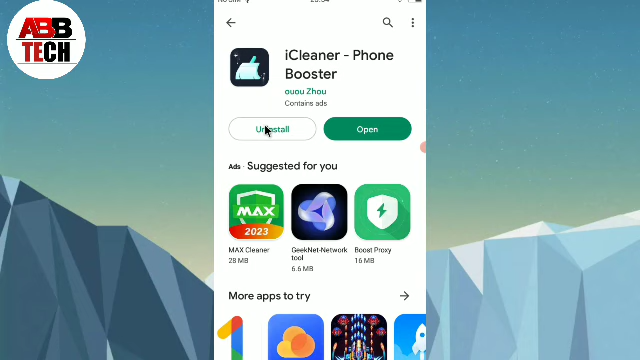 ABB
TECH
iCleaner - Phone
Booster
ouou Zhou
Contains ads
Uninstall
Open
Ads · Suggested for you
MAX
2023
MAX Cleaner
28 MB
GeekNet-Network
tool
6.6 MB
Boost Proxy
16 MB
More apps to try